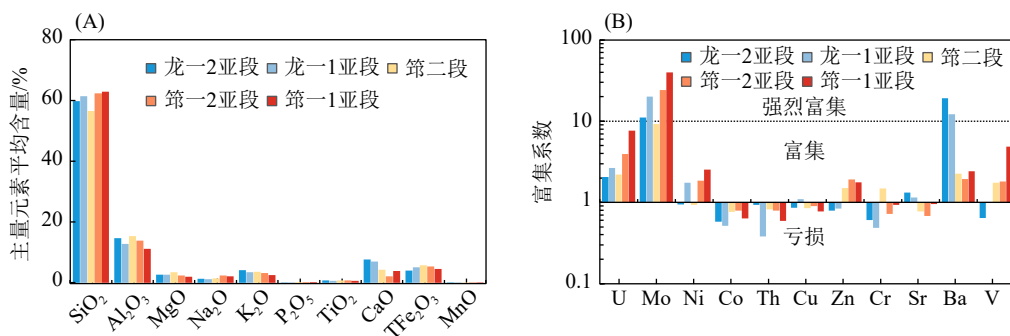 (A)
主量元素平均含量/%
80
60
40
20
0
龙一2亚段 龙一1亚段 筇二段
筇一2亚段 筇一1亚段
SiO₂ Al₂O₃ MgO Na₂O K₂O P₂O₅ TiO₂ CaO TFe₂O₃ MnO
(B)
富集系数
100
10
1
0.1
龙一2亚段 龙一1亚段 筇二段
筇一2亚段 筇一1亚段
强烈富集
富集
亏损
U Mo Ni Co Th Cu Zn Cr Sr Ba V